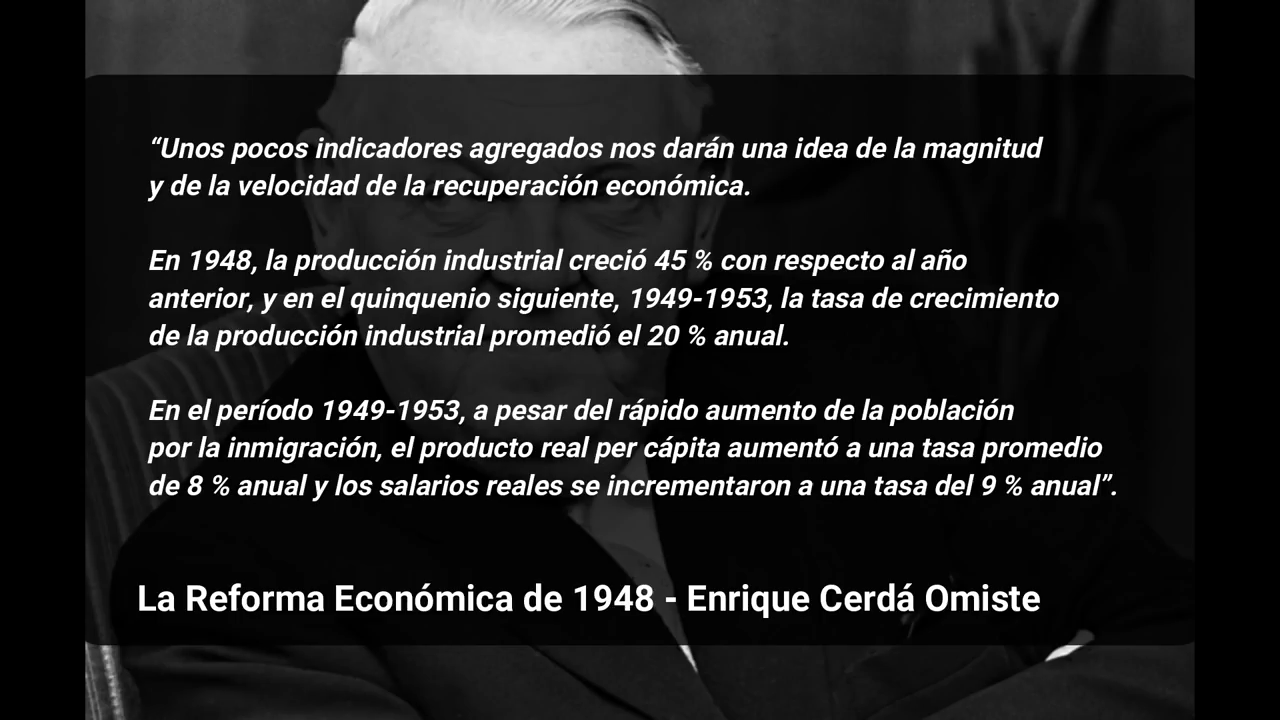 “Unos pocos indicadores agregados nos darán una idea de la magnitud
y de la velocidad de la recuperación económica.
En 1948, la producción industrial creció 45 % con respecto al año
anterior, y en el quinquenio siguiente, 1949-1953, la tasa de crecimiento
de la producción industrial promedió el 20 % anual.
En el período 1949-1953, a pesar del rápido aumento de la población
por la inmigración, el producto real per cápita aumentó a una tasa promedio
de 8 % anual y los salarios reales se incrementaron a una tasa del 9 % anual”.
La Reforma Económica de 1948 - Enrique Cerdá Omiste